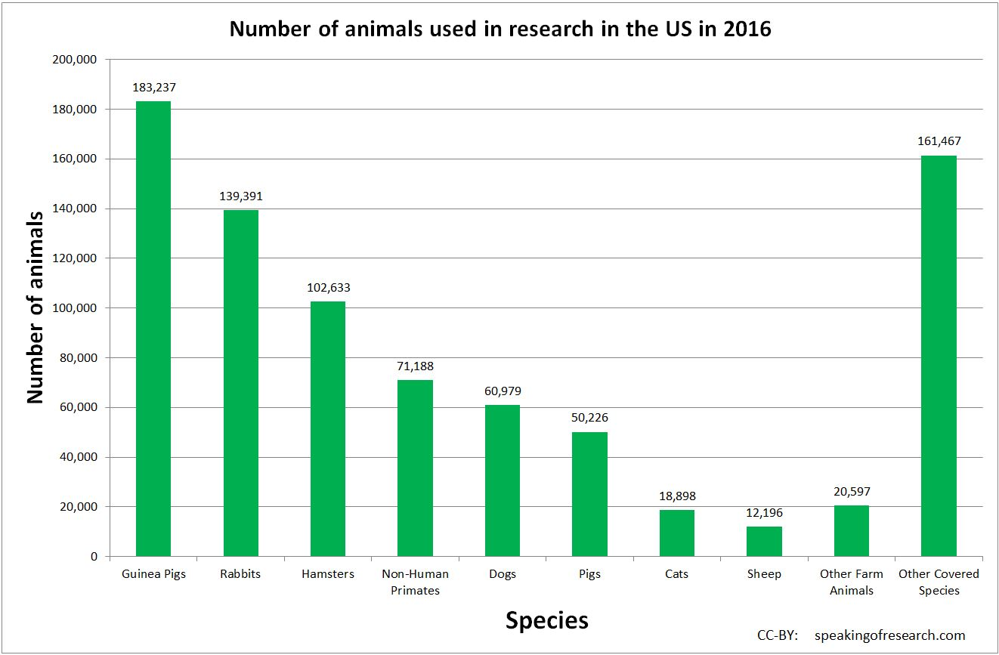 Number of animals used in research in the US in 2016
Number of animals
200,000
180,000
160,000
140,000
120,000
100,000
80,000
60,000
40,000
20,000
0
183,237
139,391
102,633
71,188
60,979
50,226
18,898
12,196
20,597
161,467
Guinea Pigs
Rabbits
Hamsters
Non-Human
Primates
Dogs
Pigs
Cats
Sheep
Other Farm
Animals
Other Covered
Species
Species
CC-BY: speakingofresearch.com